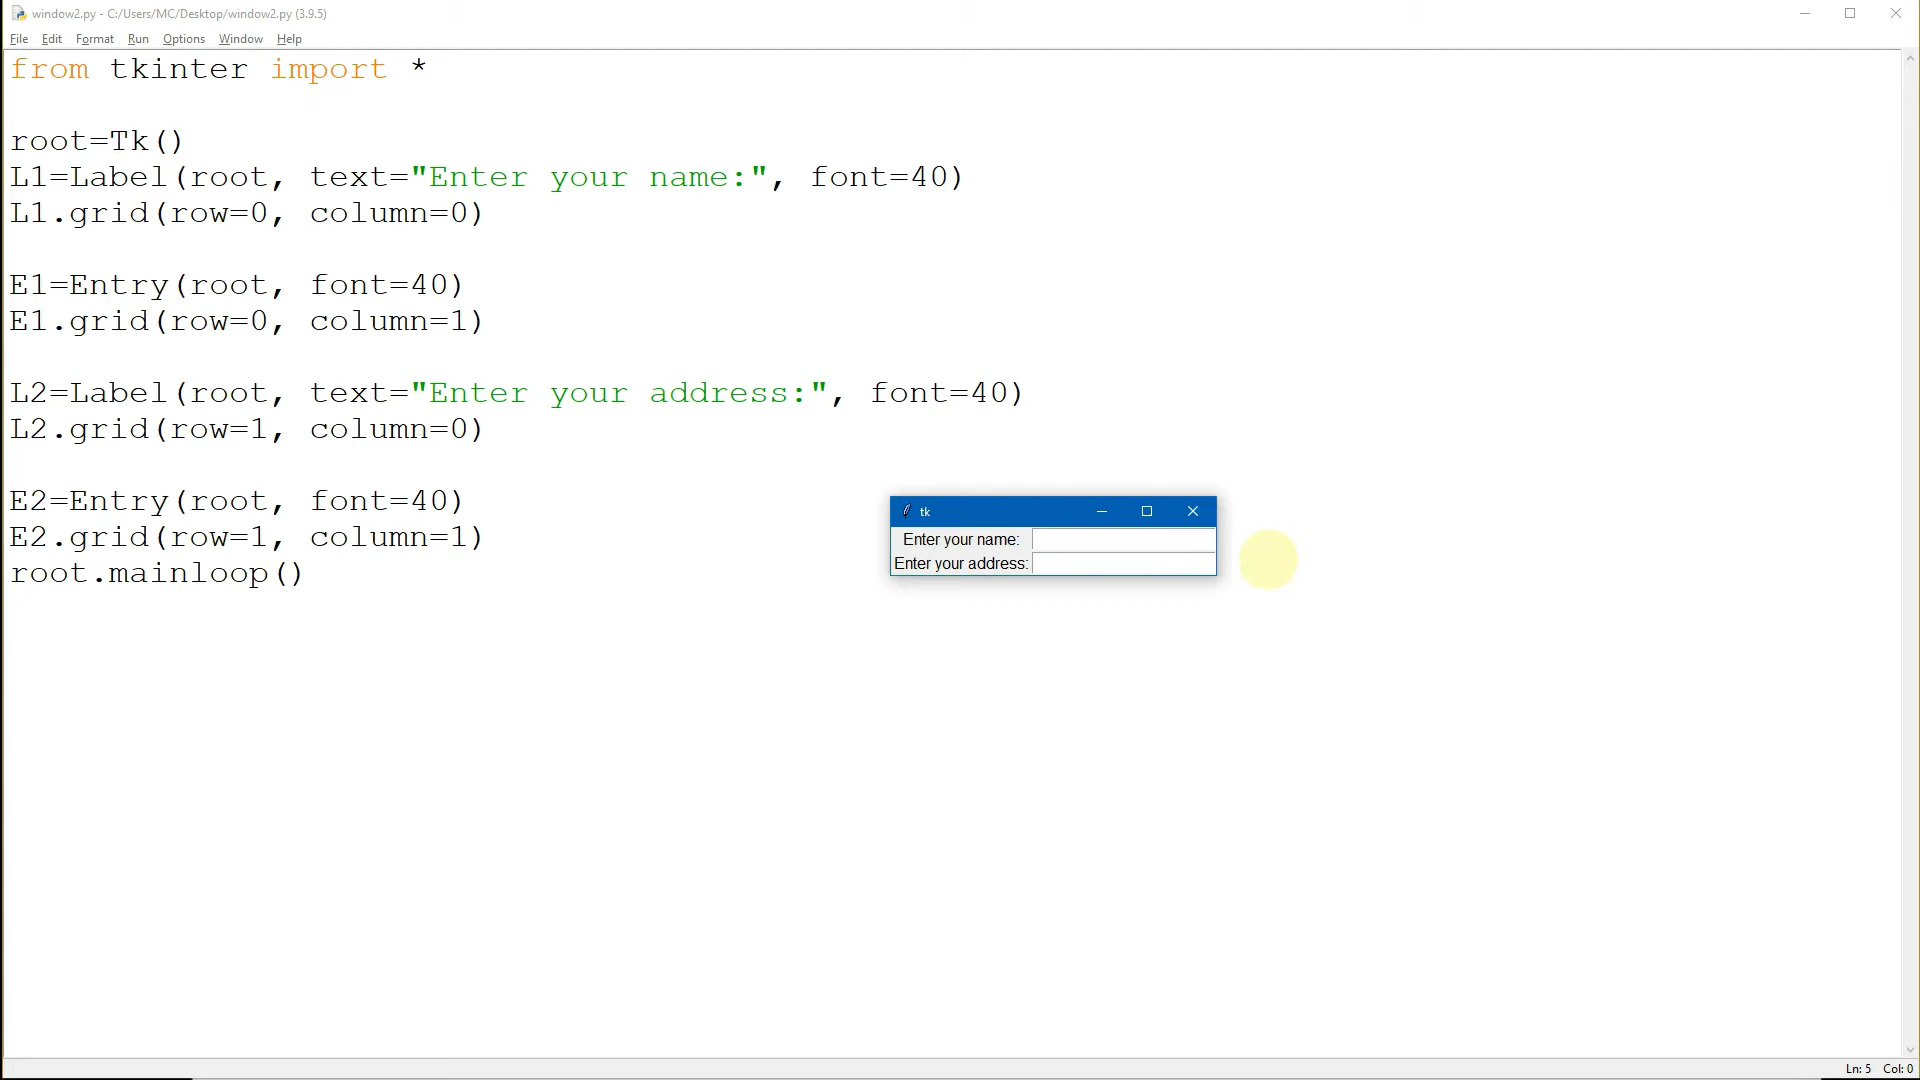 window2.py - C:/Users/MC/Desktop/window2.py (3.9.5)
File Edit Format Run Options Window Help
from tkinter import *
root=Tk()
L1=Label(root, text="Enter your name:", font=40)
L1.grid(row=0, column=0)
E1=Entry(root, font=40)
E1.grid(row=0, column=1)
L2=Label(root, text="Enter your address:", font=40)
L2.grid(row=1, column=0)
E2=Entry(root, font=40)
E2.grid(row=1, column=1)
root.mainloop()
tk
Enter your name:
Enter your address:
Ln: 5 Col: 0